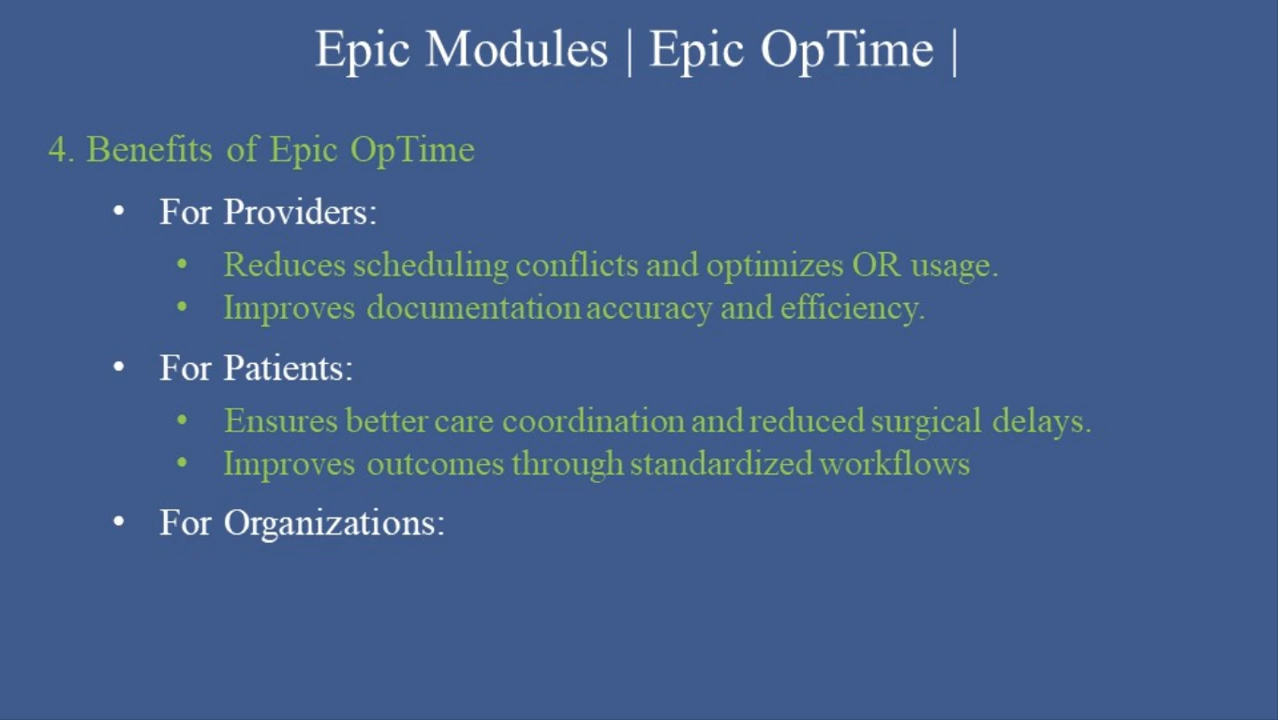 Epic Modules | Epic OpTime |
4. Benefits of Epic OpTime
• For Providers:
• Reduces scheduling conflicts and optimizes OR usage.
• Improves documentation accuracy and efficiency.
• For Patients:
• Ensures better care coordination and reduced surgical delays.
• Improves outcomes through standardized workflows
• For Organizations: